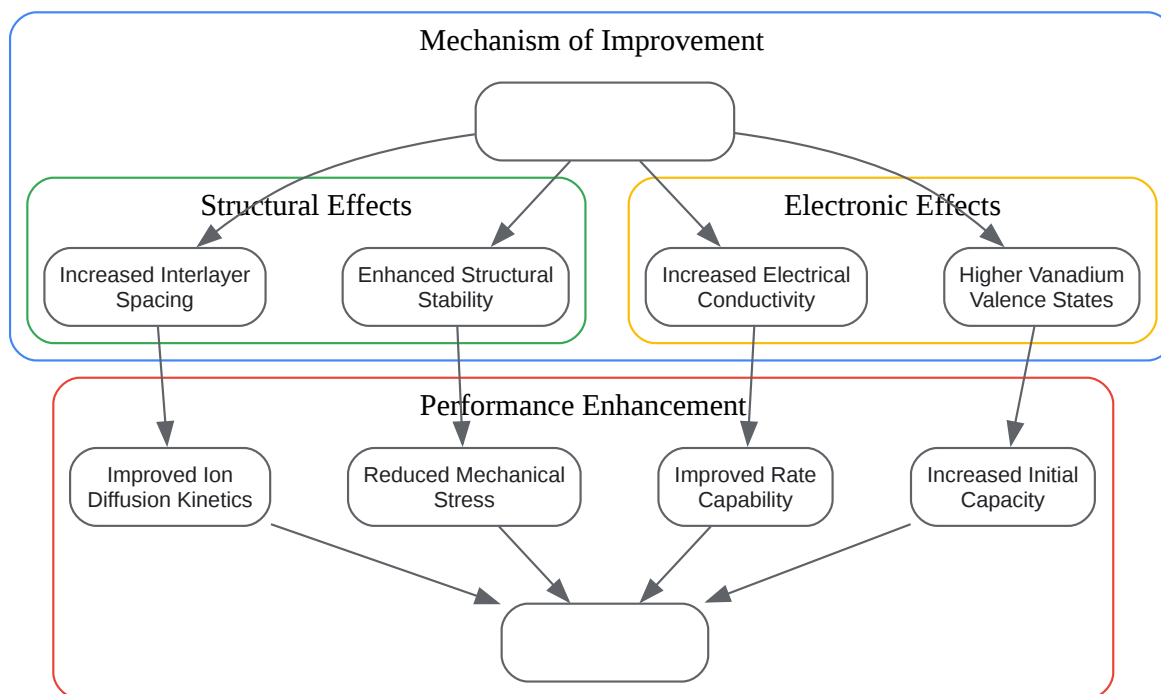 Mechanism of Improvement
Structural Effects
Electronic Effects
Increased Interlayer
Spacing
Enhanced Structural
Stability
Increased Electrical
Conductivity
Higher Vanadium
Valence States
Performance Enhancement
Improved Ion
Diffusion Kinetics
Reduced Mechanical
Stress
Improved Rate
Capability
Increased Initial
Capacity